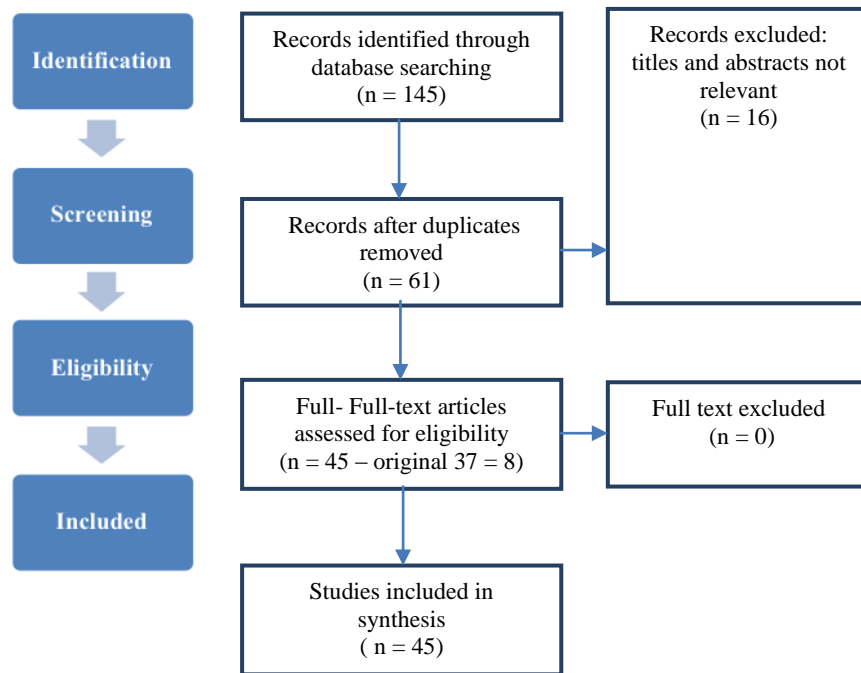 Identification
Records identified through
database searching
(n = 145)
Records excluded:
titles and abstracts not
relevant
(n = 16)
Screening
Records after duplicates
removed
(n = 61)
Eligibility
Full- Full-text articles
assessed for eligibility
(n = 45 – original 37 = 8)
Full text excluded
(n = 0)
Included
Studies included in
synthesis
( n = 45)